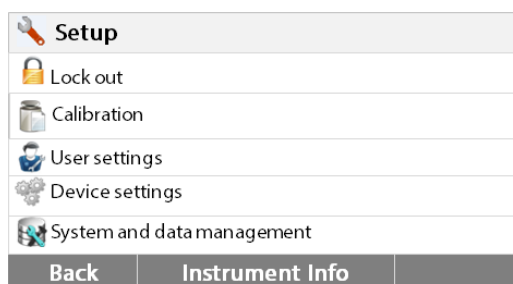 Setup
Lock out
Calibration
User settings
Device settings
System and data management
Back Instrument Info